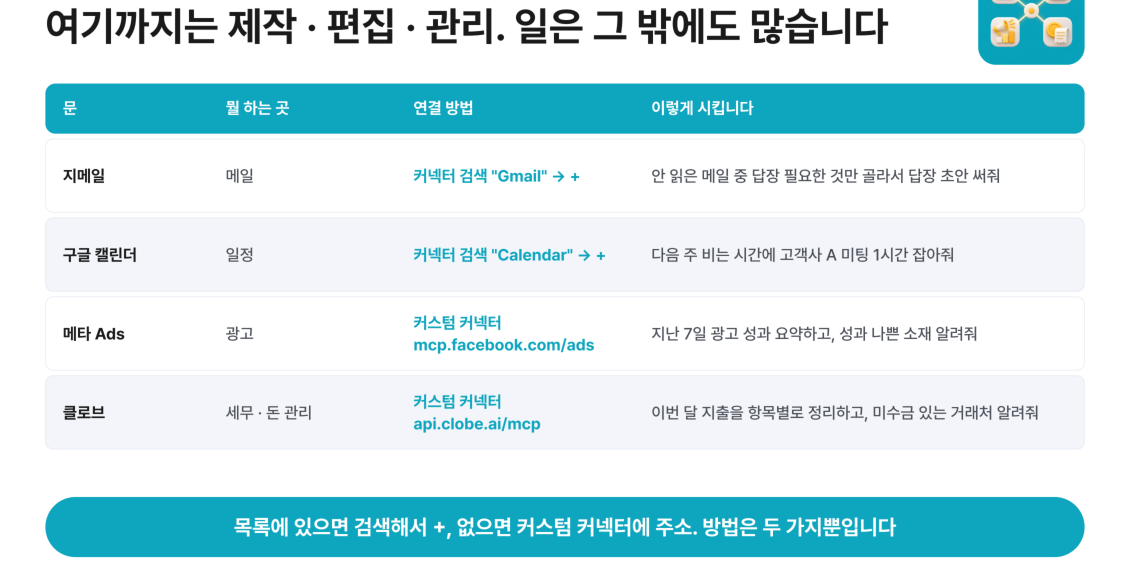 여기까지는 제작 · 편집 · 관리. 일은 그 밖에도 많습니다
문 뭘 하는 곳 연결 방법 이렇게 시킵니다
지메일 메일 커넥터 검색 "Gmail" → + 안 읽은 메일 중 답장 필요한 것만 골라서 답장 초안 써줘
구글 캘린더 일정 커넥터 검색 "Calendar" → + 다음 주 비는 시간에 고객사 A 미팅 1시간 잡아줘
메타 Ads 광고 커스텀 커넥터
mcp.facebook.com/ads 지난 7일 광고 성과 요약하고, 성과 나쁜 소재 알려줘
클로브 세무 · 돈 관리 커스텀 커넥터
api.clobe.ai/mcp 이번 달 지출을 항목별로 정리하고, 미수금 있는 거래처 알려줘
목록에 있으면 검색해서 +, 없으면 커스텀 커넥터에 주소. 방법은 두 가지뿐입니다